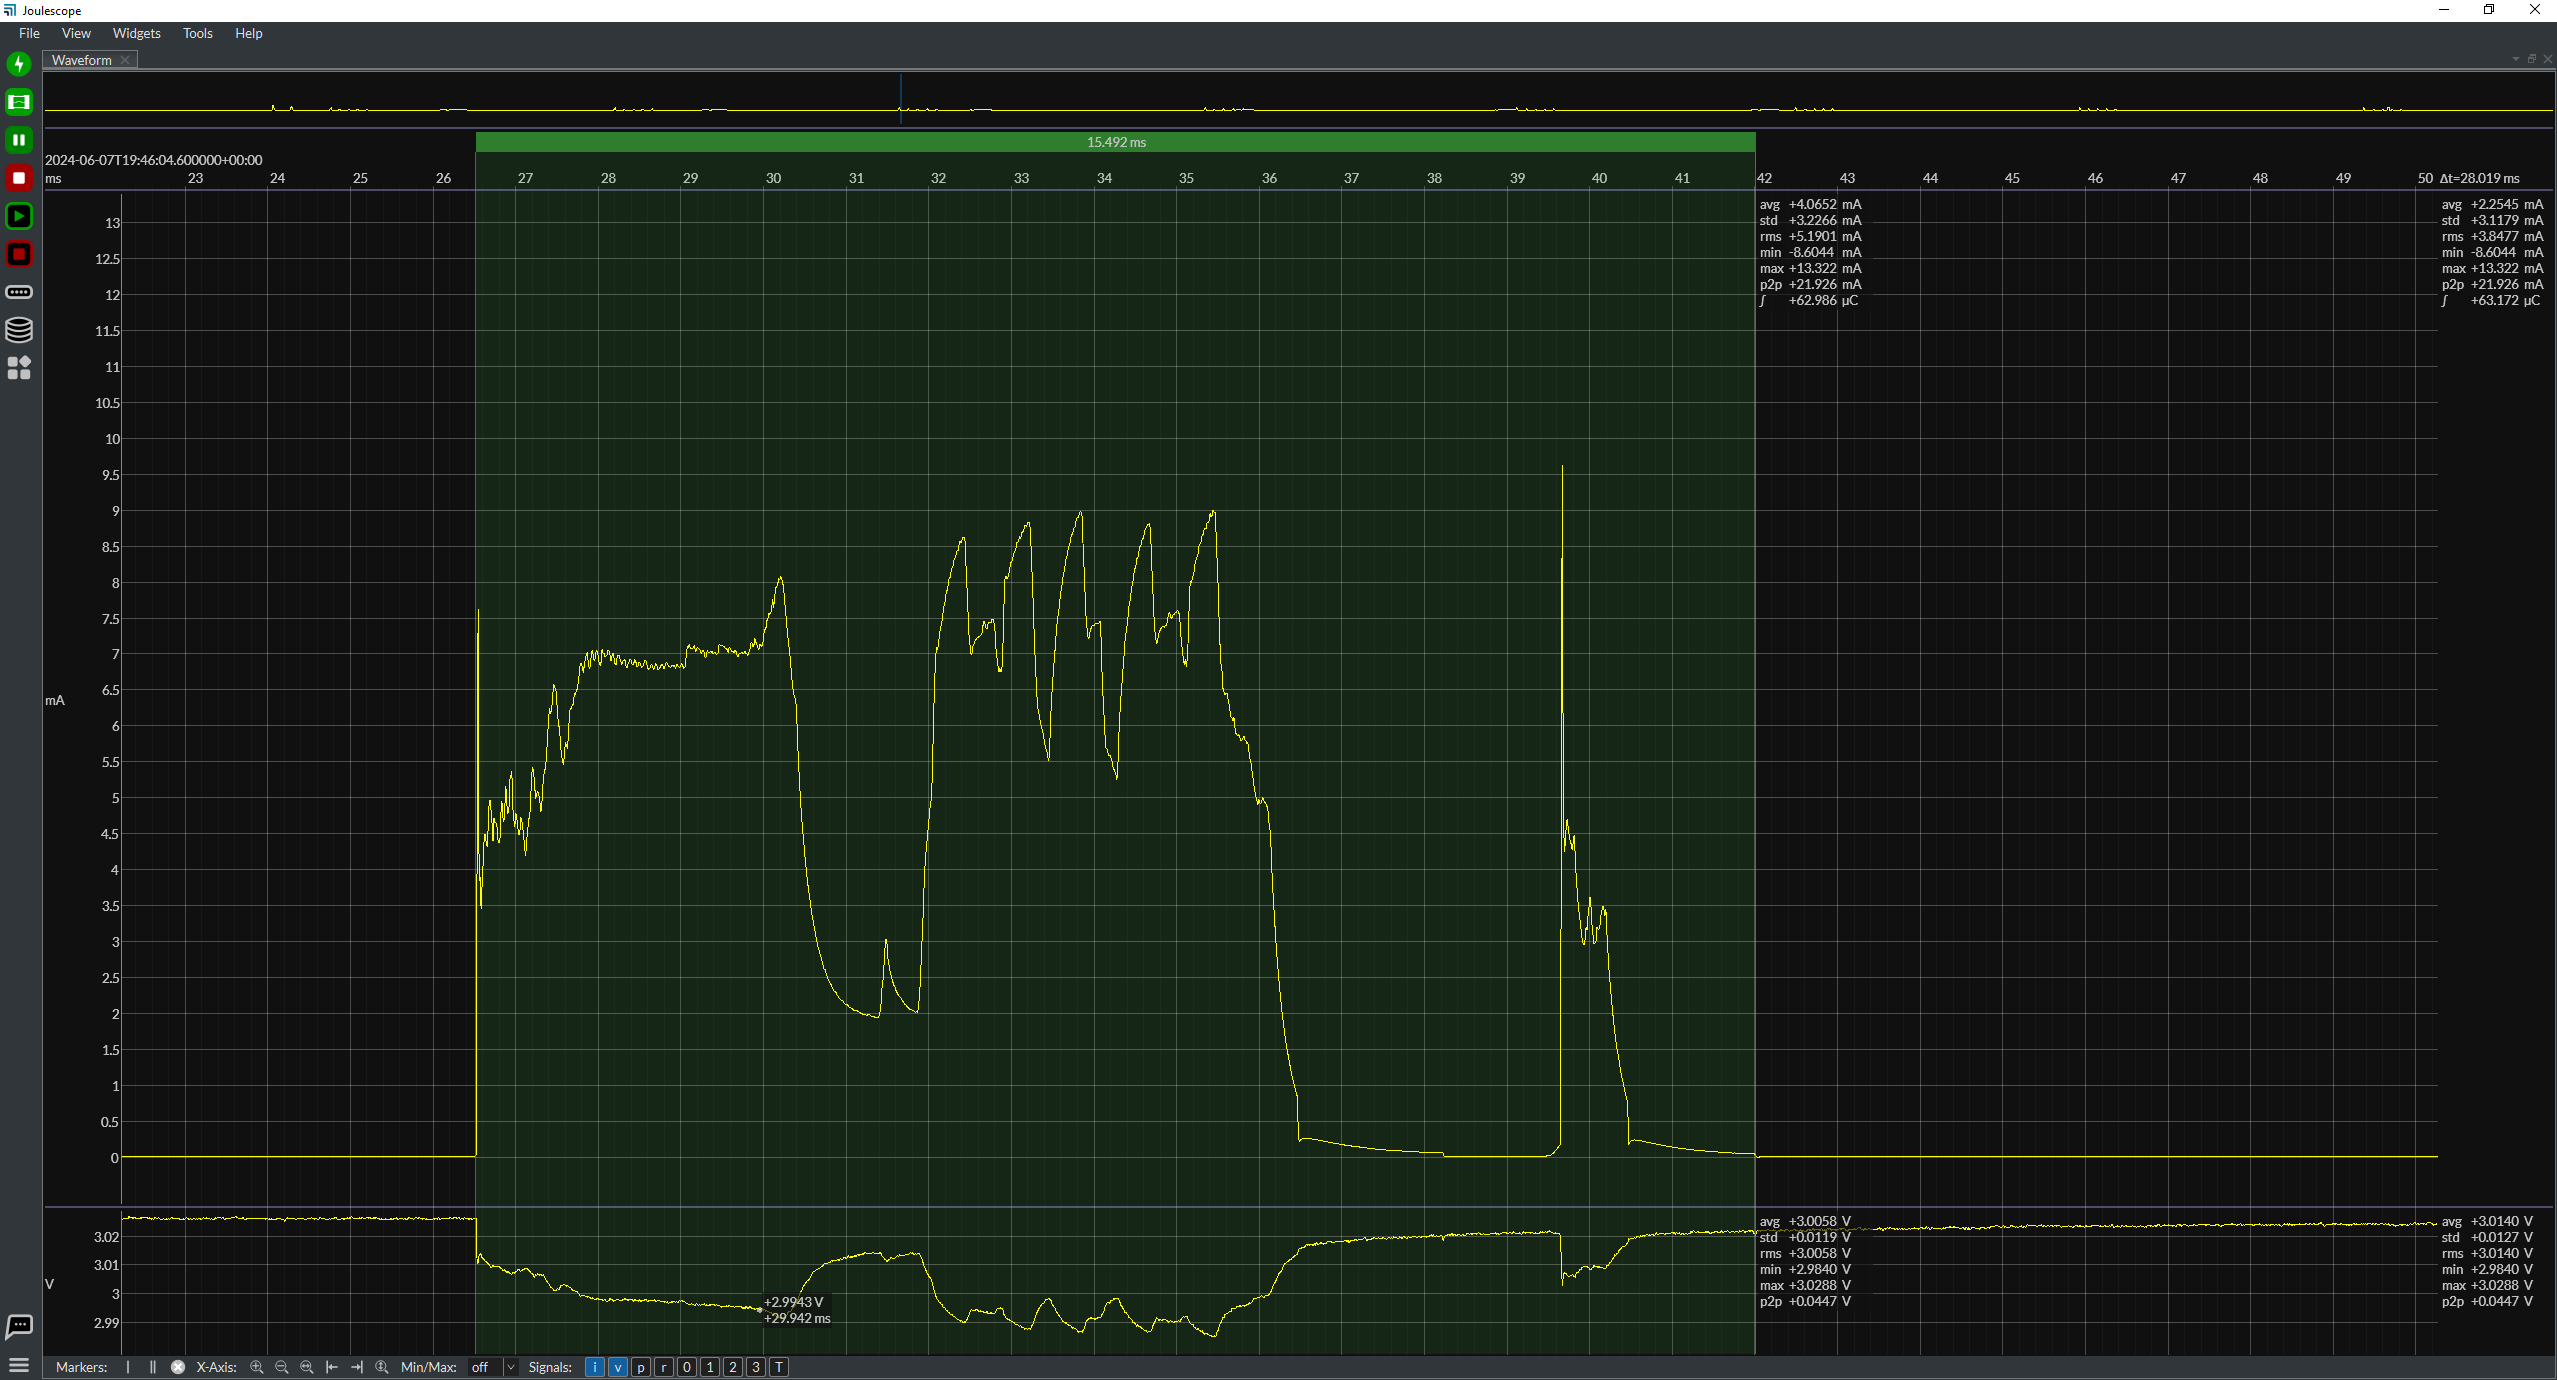 Joulescope
File View Widgets Tools Help
Waveform
15.492 ms
2024-06-07T19:46:04.600000+00:00
ms 23 24 25 26 27 28 29 30 31 32 33 34 35 36 37 38 39 40 41 42 43 44 45 46 47 48 49 50 Δt=28.019 ms
13
12.5
12
11.5
11
10.5
10
9.5
9
8.5
8
7.5
7
6.5
mA
6
5.5
5
4.5
4
3.5
3
2.5
2
1.5
1
0.5
0
avg +4.0652 mA
std +3.2266 mA
rms +5.1901 mA
min -8.6044 mA
max +13.322 mA
p2p +21.926 mA
∫ +62.986 µC
avg +2.2545 mA
std +3.1179 mA
rms +3.8477 mA
min -8.6044 mA
max +13.322 mA
p2p +21.926 mA
∫ +63.172 µC
3.02
3.01
V
3
2.99
+2.9943 V
+29.942 ms
avg +3.0058 V
std +0.0119 V
rms +3.0058 V
min +2.9840 V
max +3.0288 V
p2p +0.0447 V
avg +3.0140 V
std +0.0127 V
rms +3.0140 V
min +2.9840 V
max +3.0288 V
p2p +0.0447 V
Markers: X-Axis: Min/Max: off Signals: i v p r 0 1 2 3 T